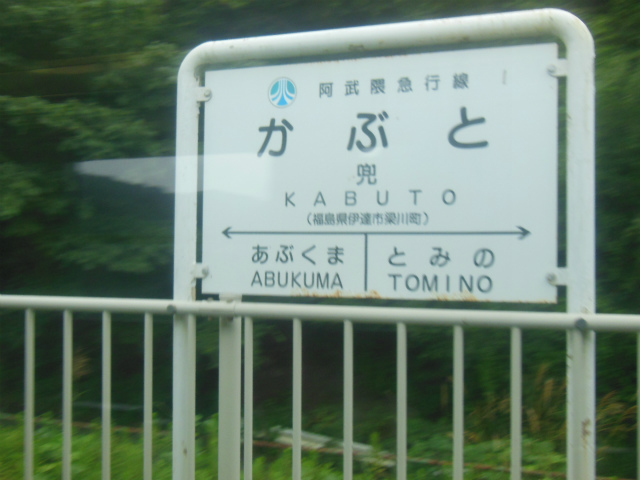 阿武隈急行線
かぶと
兜
KABUTO
(福島県伊達市梁川町)
あぶくま とみの
ABUKUMA TOMINO